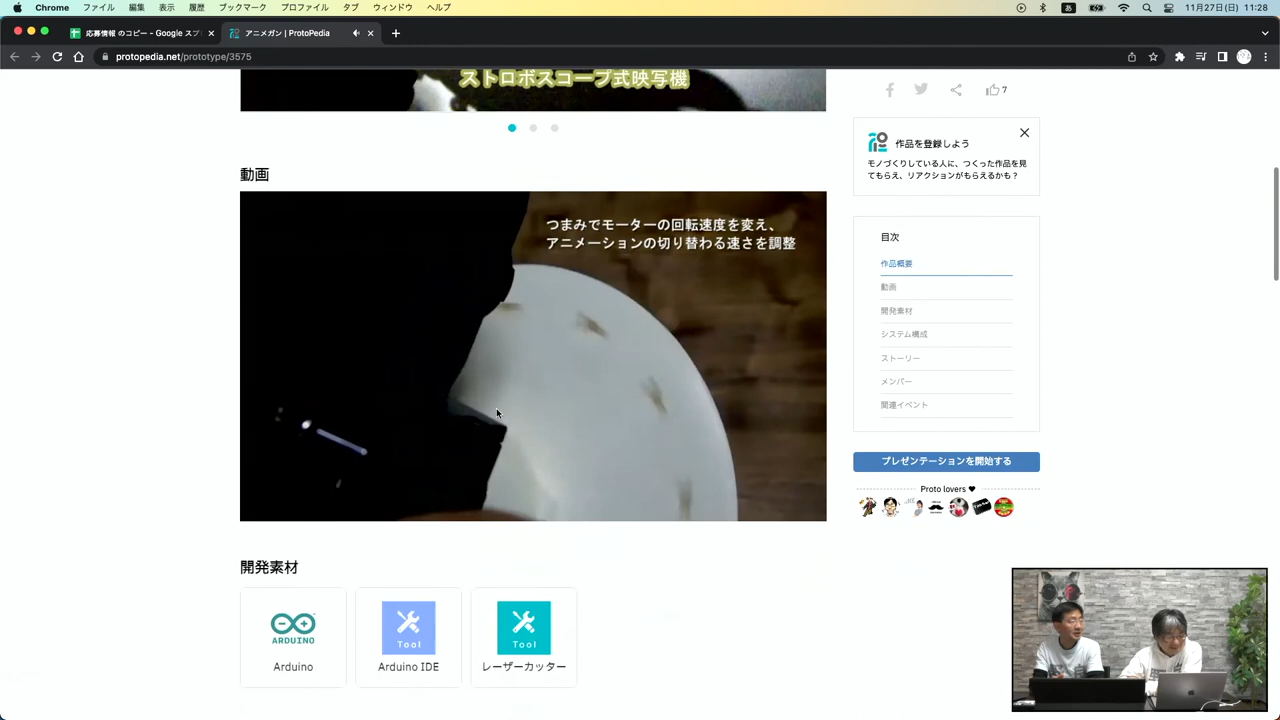 Chrome ファイル 編集 表示 履歴 ブックマーク プロファイル タブ ウィンドウ ヘルプ
あ
11月27日(日) 11:28
応募情報 のコピー - Google スプ
アニメガン | ProtoPedia
protopedia.net/prototype/3575
ストロボスコープ式映写機
7
作品を登録しよう
モノづくりしている人に、つくった作品を見
てもらえ、リアクションがもらえるかも？
動画
つまみでモーターの回転速度を変え、
アニメーションの切り替わる速さを調整
目次
作品概要
動画
開発素材
システム構成
ストーリー
メンバー
関連イベント
プレゼンテーションを開始する
Proto lovers ♥
開発素材
ARDUINO
Tool
Tool
Arduino
Arduino IDE
レーザーカッター